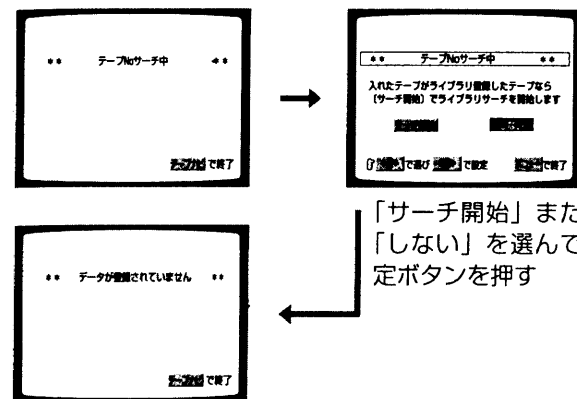 ** テープNoサーチ中 **
で終了
** テープNoサーチ中 **
入れたテープがライブラリ登録したテープなら
(サーチ開始)でライブラリサーチを開始します
で選び で設定 で終了
「サーチ開始」また
「しない」を選んで
定ボタンを押す
** データが登録されていません **
で終了